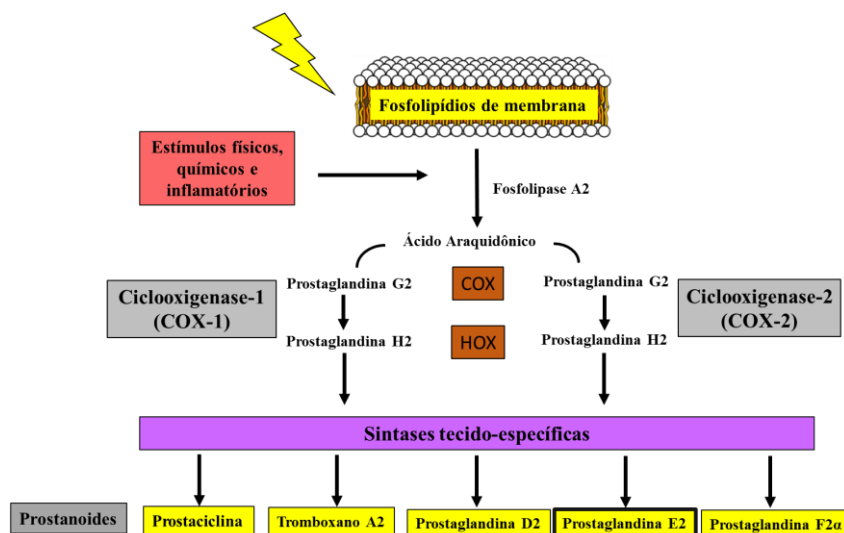 Fosfolipídios de membrana
Estímulos físicos,
químicos e
inflamatórios
Fosfolipase A2
Ácido Araquidônico
Ciclooxigenase-1
(COX-1)
Prostaglandina G2
COX
Prostaglandina G2
Ciclooxigenase-2
(COX-2)
Prostaglandina H2
HOX
Prostaglandina H2
Sintases tecido-específicas
Prostanoides
Prostaciclina
Tromboxano A2
Prostaglandina D2
Prostaglandina E2
Prostaglandina F2α